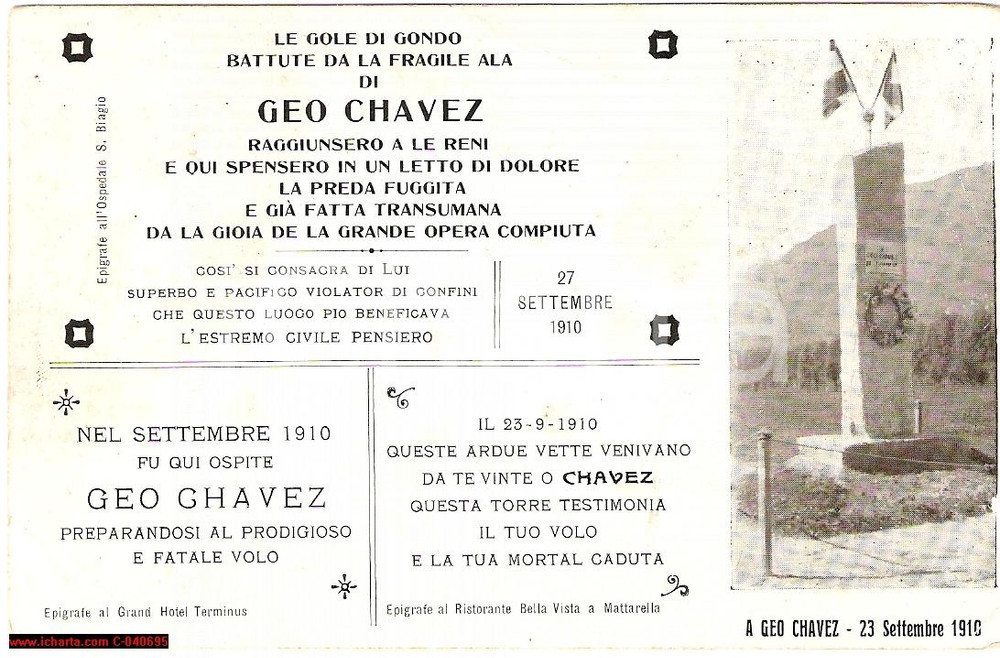 LE GOLE DI GONDO
BATTUTE DA LA FRAGILE ALA
DI
GEO CHAVEZ
RAGGIUNSERO A LE RENI
E QUI SPENSERO IN UN LETTO DI DOLORE
LA PREDA FUGGITA
E GIÀ FATTA TRANSUMANA
DA LA GIOIA DE LA GRANDE OPERA COMPIUTA
COSI' SI CONSACRA DI LUI
SUPERBO E PACIFICO VIOLATOR DI CONFINI
CHE QUESTO LUOGO PIO BENEFICAVA
L'ESTREMO CIVILE PENSIERO
27
SETTEMBRE
1910
Epigrafe all'Ospedale S. Biagio
NEL SETTEMBRE 1910
FU QUI OSPITE
GEO CHAVEZ
PREPARANDOSI AL PRODIGIOSO
E FATALE VOLO
Epigrafe al Grand Hotel Terminus
IL 23-9-1910
QUESTE ARDUE VETTE VENIVANO
DA TE VINTE O CHAVEZ
QUESTA TORRE TESTIMONIA
IL TUO VOLO
E LA TUA MORTAL CADUTA
Epigrafe al Ristorante Bella Vista a Mattarella
A GEO CHAVEZ - 23 Settembre 1910
www.icharta.com C-040695